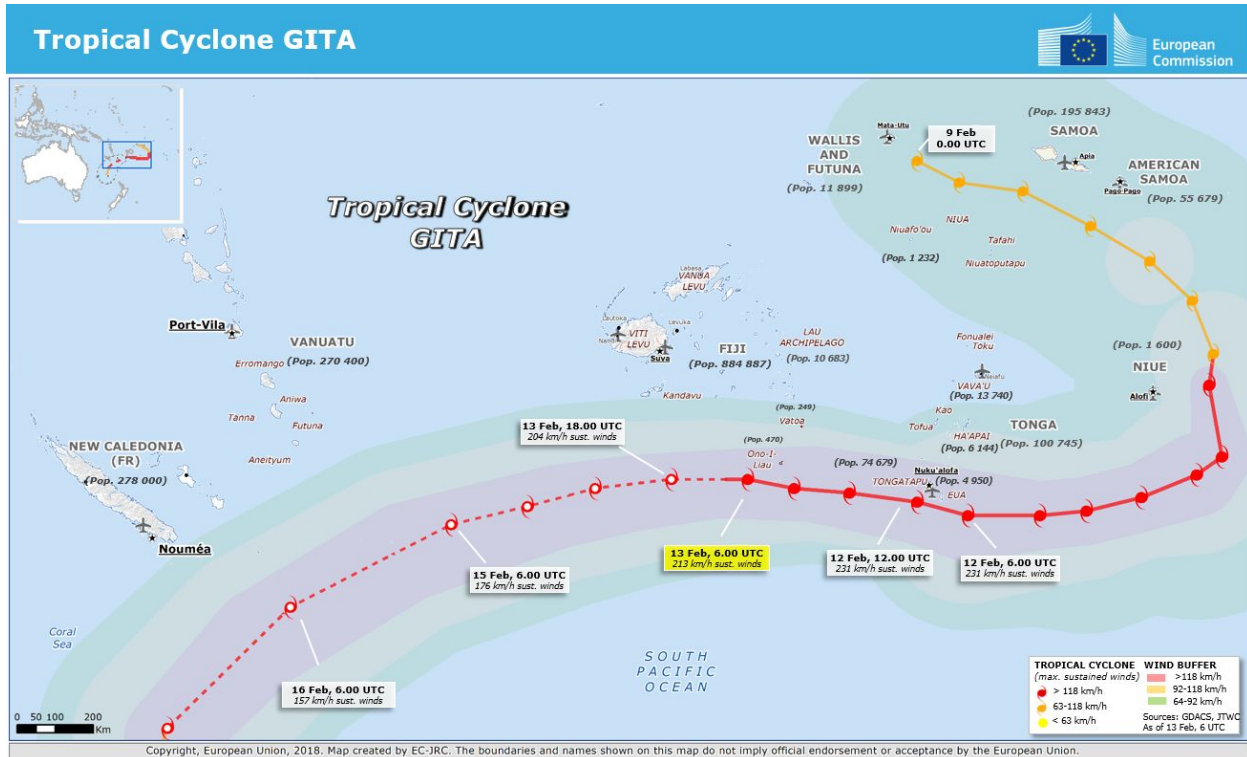 Tropical Cyclone GITA
European
Commission
Tropical Cyclone
GITA
WALLIS
AND
FUTUNA
(Pop. 11 899)
Mata-Utu
9 Feb
0.00 UTC
(Pop. 195 843)
SAMOA
Apia
AMERICAN
SAMOA
Pago-Pago
(Pop. 55 679)
NIUA
Niuafo'ou
Tafahi
(Pop. 1 232)
Niuatoputapu
Labasa
VANUA
LEVU
Port-Vila
VANUATU
(Pop. 270 400)
Erromango
Aniwa
Tanna
Futuna
Aneityum
Lautoka
Levuka
Nadi
VITI
LEVU
Suva
FIJI
(Pop. 884 887)
Kandavu
LAU
ARCHIPELAGO
(Pop. 10 683)
Fonualei
Toku
Neiafu
VAVA'U
(Pop. 13 740)
(Pop. 1 600)
NIUE
Alofi
(Pop. 249)
Vatoa
(Pop. 470)
Ono-I-
Liau
Kao
Tofua
HA'APAI
(Pop. 6 144)
TONGA
(Pop. 100 745)
(Pop. 74 679)
Nuku'alofa
TONGATAPU
(Pop. 4 950)
EUA
NEW CALEDONIA
(FR)
(Pop. 278 000)
Nouméa
13 Feb, 18.00 UTC
204 km/h sust. winds
13 Feb, 6.00 UTC
213 km/h sust. winds
12 Feb, 12.00 UTC
231 km/h sust. winds
12 Feb, 6.00 UTC
231 km/h sust. winds
15 Feb, 6.00 UTC
176 km/h sust. winds
16 Feb, 6.00 UTC
157 km/h sust. winds
Coral
Sea
SOUTH
PACIFIC
OCEAN
0 50 100 200
Km
TROPICAL CYCLONE
(max. sustained winds)
> 118 km/h
63-118 km/h
< 63 km/h
WIND BUFFER
>118 km/h
92-118 km/h
64-92 km/h
Sources: GDACS, JTWC
As of 13 Feb, 6 UTC
Copyright, European Union, 2018. Map created by EC-JRC. The boundaries and names shown on this map do not imply official endorsement or acceptance by the European Union.